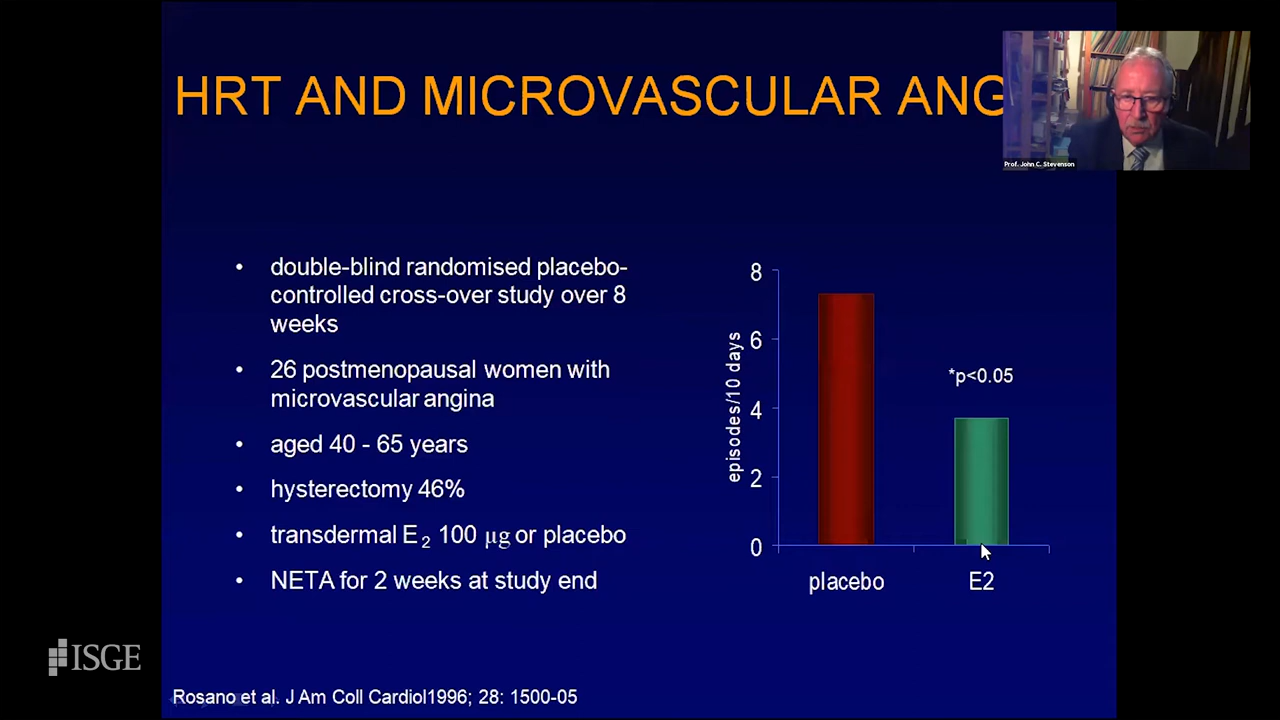 HRT AND MICROVASCULAR ANG
Prof. John C. Stevenson
• double-blind randomised placebo-
controlled cross-over study over 8
weeks
• 26 postmenopausal women with
microvascular angina
• aged 40 - 65 years
• hysterectomy 46%
• transdermal E2 100 µg or placebo
• NETA for 2 weeks at study end
episodes/10 days
8
6
4
2
0
*p<0.05
placebo
E2
ISGE
Rosano et al. J Am Coll Cardiol1996; 28: 1500-05